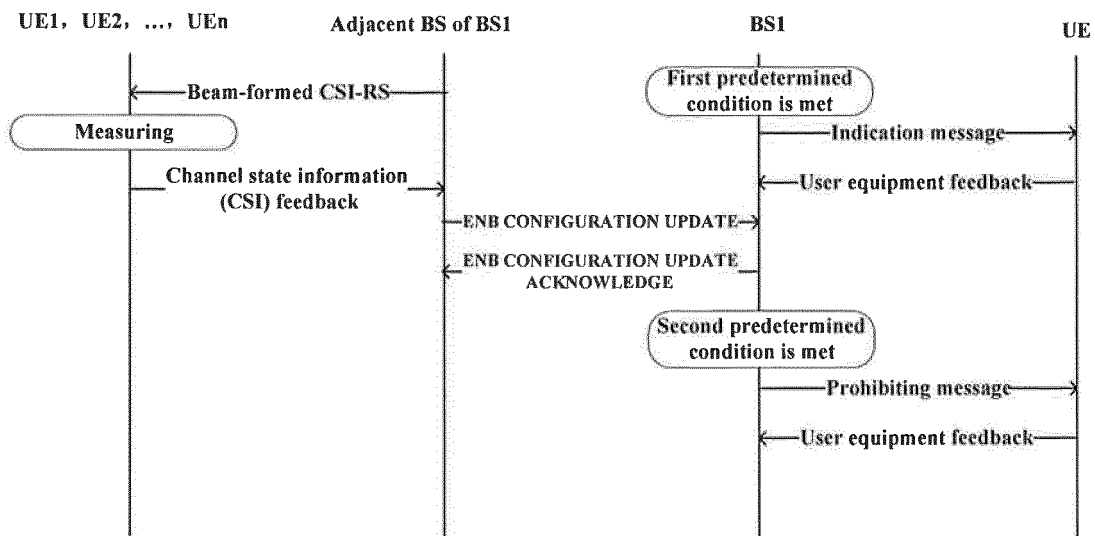 UE1, UE2, ..., UEn
Adjacent BS of BS1
BS1
UE
Beam-formed CSI-RS
First predetermined
condition is met
Measuring
Indication message
Channel state information
(CSI) feedback
User equipment feedback
ENB CONFIGURATION UPDATE
ENB CONFIGURATION UPDATE
ACKNOWLEDGE
Second predetermined
condition is met
Prohibiting message
User equipment feedback